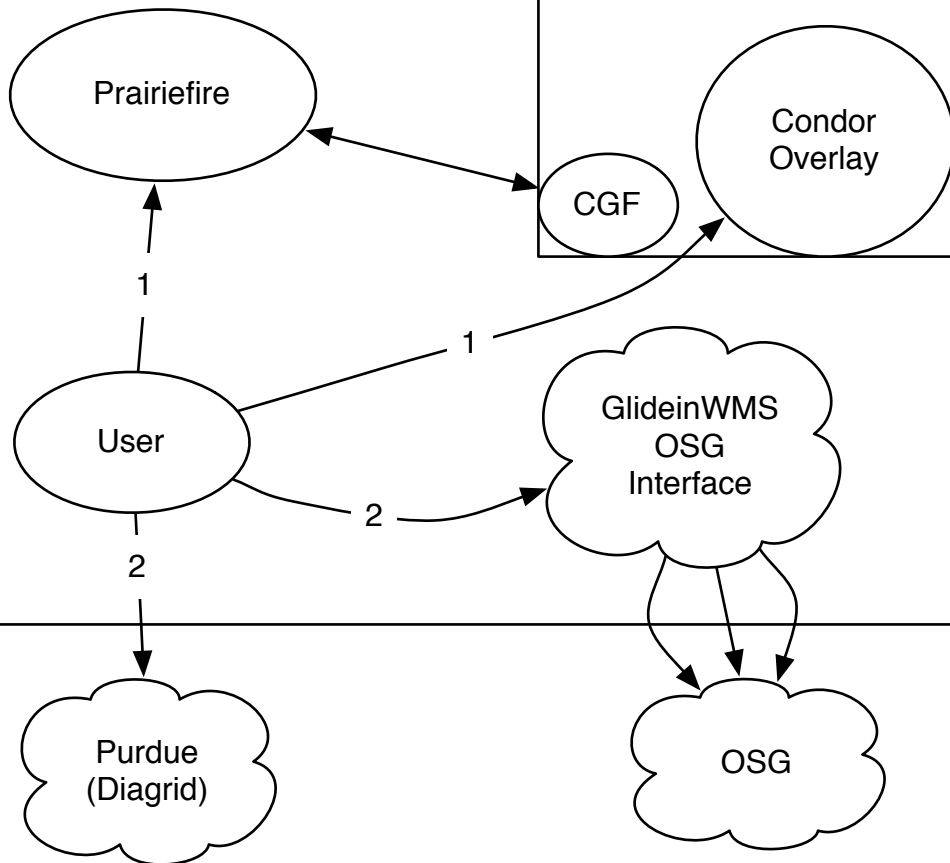 Prairiefire
Condor
Overlay
CGF
1
1
GlideinWMS
OSG
Interface
User
2
2
Purdue
(Diagrid)
OSG